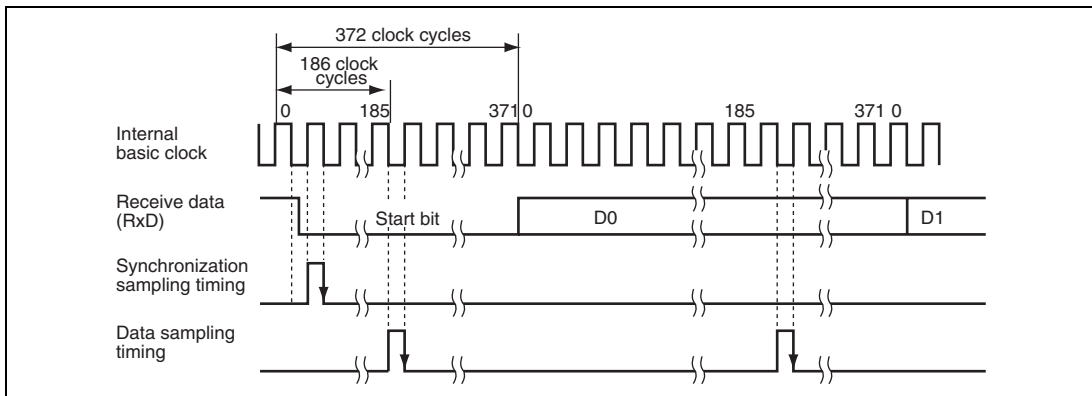 372 clock cycles
186 clock
cycles
0 185 371 0 185 371 0
Internal
basic clock
Receive data
(RxD)
Start bit D0 D1
Synchronization
sampling timing
Data sampling
timing